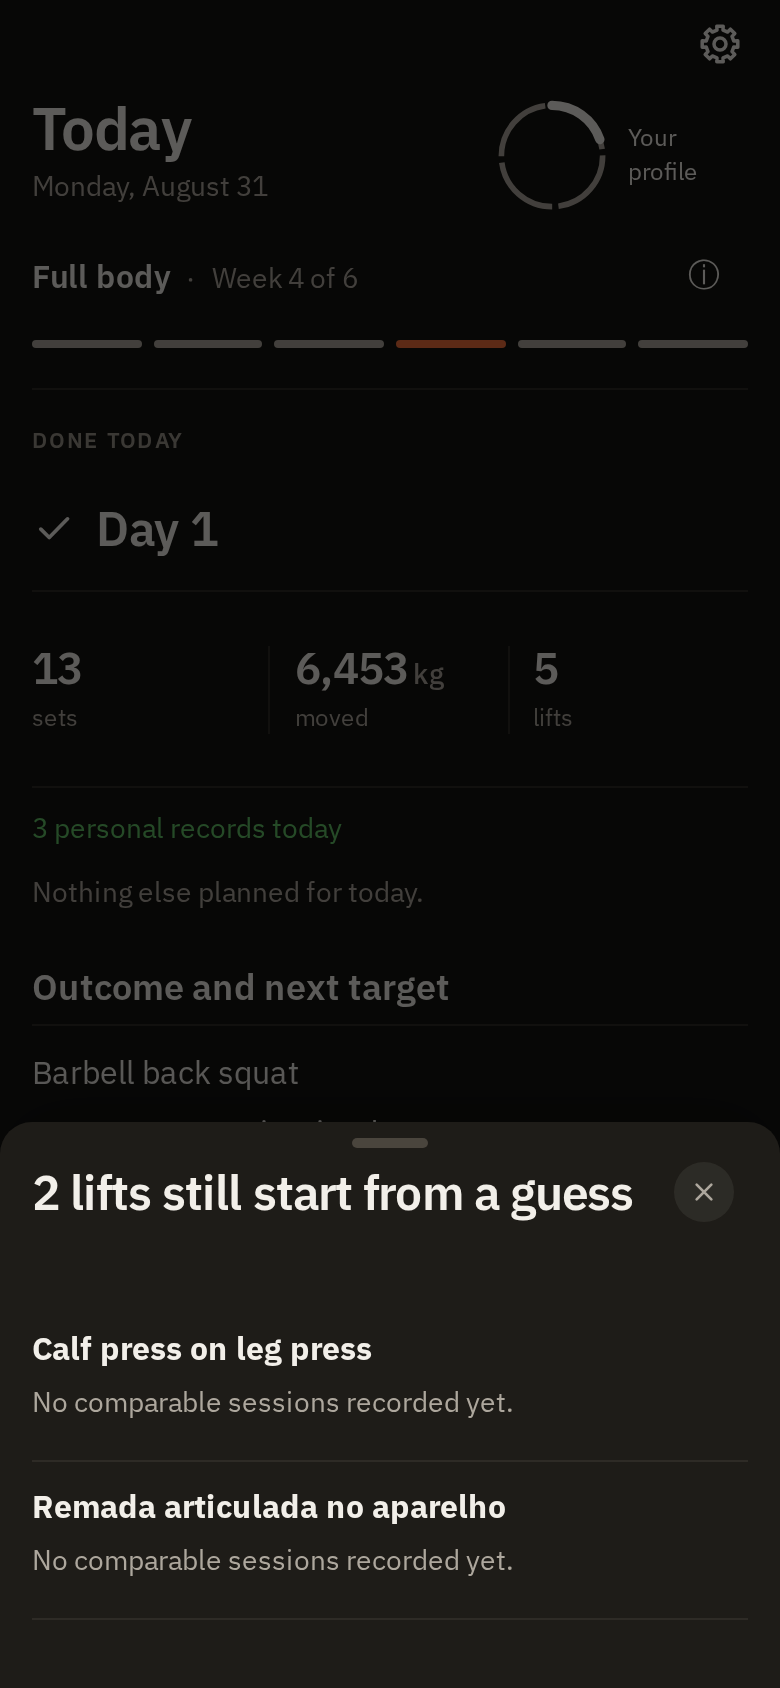 Today
Monday, August 31
Your
profile
Full body · Week 4 of 6
DONE TODAY
Day 1
13
sets
6,453 kg
moved
5
lifts
3 personal records today
Nothing else planned for today.
Outcome and next target
Barbell back squat
2 lifts still start from a guess
Calf press on leg press
No comparable sessions recorded yet.
Remada articulada no aparelho
No comparable sessions recorded yet.